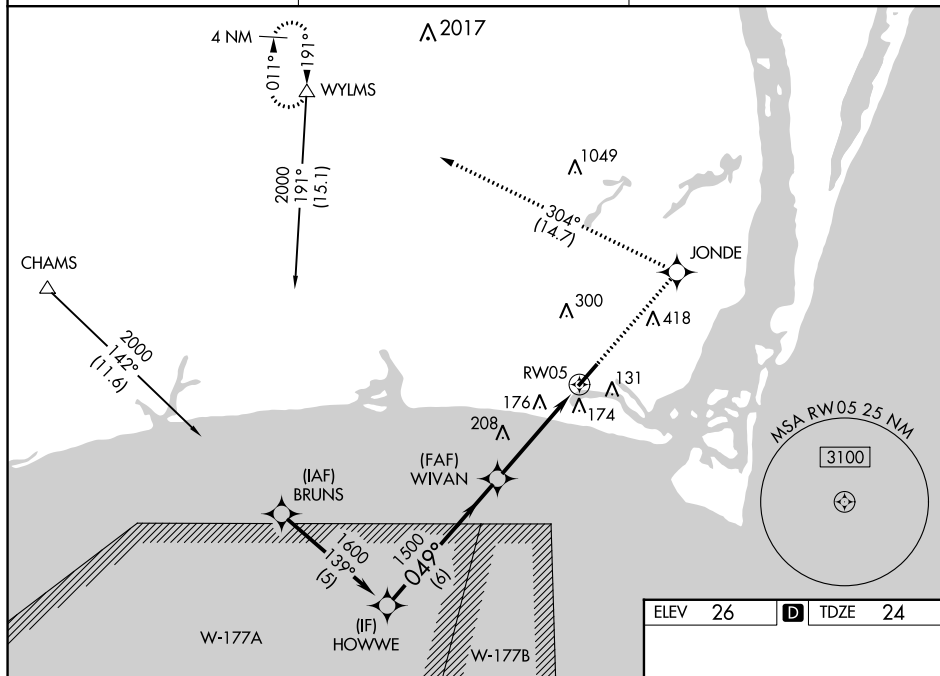 2017
4 NM
011°
191°
WYLMS
2000
191°
(15.1)
1049
304°
(14.7)
JONDE
CHAMS
2000
142°
(11.6)
300
418
RW05
131
176
174
208
MSA RW05 25 NM
3100
(FAF)
WIVAN
(IAF)
BRUNS
1600
139°
(5)
1500
049°
(6)
(IF)
HOWWE
W-177A
W-177B
ELEV 26 D TDZE 24